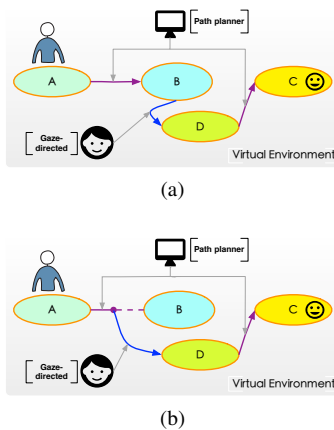 Path planner
A
B
C
D
Gaze-
directed
Virtual Environment
(a)
Path planner
A
B
C
D
Gaze-
directed
Virtual Environment
(b)